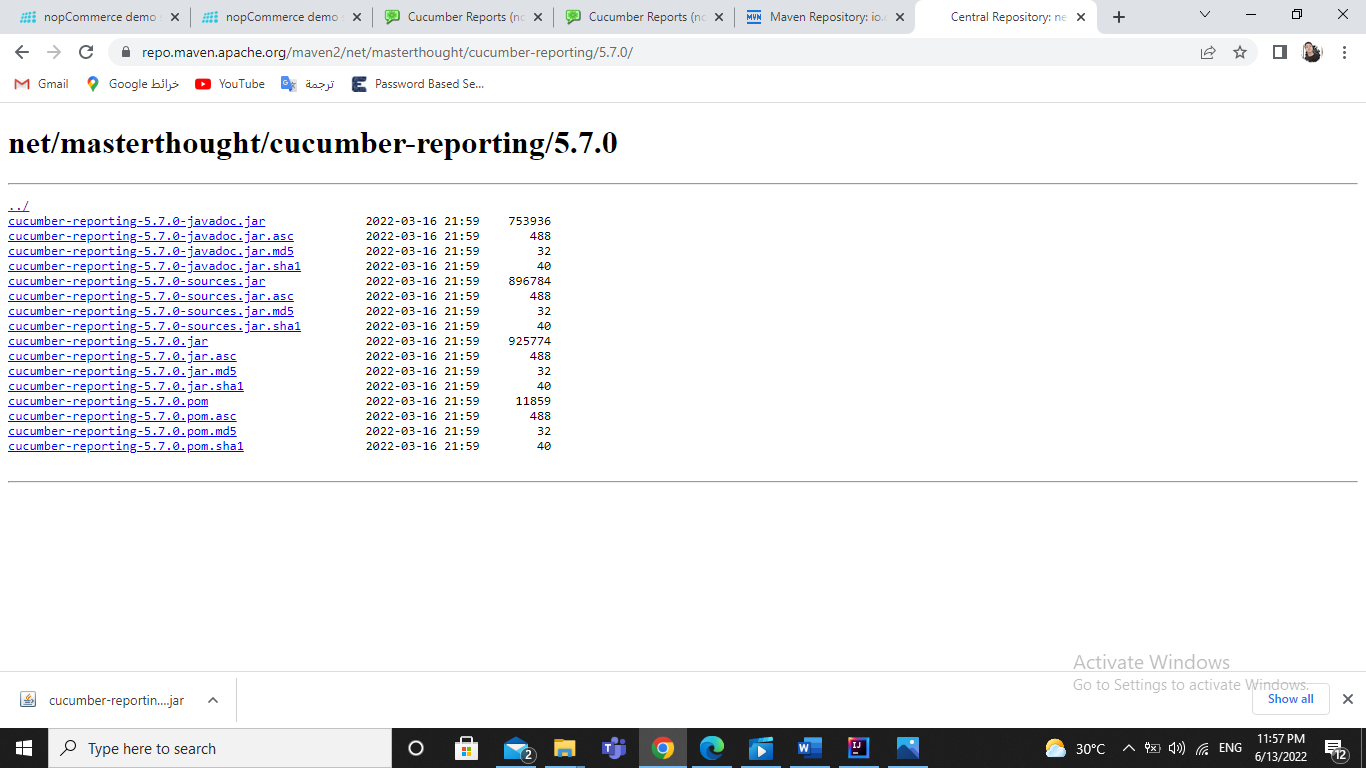 nopCommerce demo
nopCommerce demo
Cucumber Reports (no
Cucumber Reports (no
Maven Repository: io.c
Central Repository: ne
repo.maven.apache.org/maven2/net/masterthought/cucumber-reporting/5.7.0/
Gmail
Google خرائط
YouTube
ترجمة
Password Based Se...
net/masterthought/cucumber-reporting/5.7.0
../
cucumber-reporting-5.7.0-javadoc.jar 2022-03-16 21:59 753936
cucumber-reporting-5.7.0-javadoc.jar.asc 2022-03-16 21:59 488
cucumber-reporting-5.7.0-javadoc.jar.md5 2022-03-16 21:59 32
cucumber-reporting-5.7.0-javadoc.jar.sha1 2022-03-16 21:59 40
cucumber-reporting-5.7.0-sources.jar 2022-03-16 21:59 896784
cucumber-reporting-5.7.0-sources.jar.asc 2022-03-16 21:59 488
cucumber-reporting-5.7.0-sources.jar.md5 2022-03-16 21:59 32
cucumber-reporting-5.7.0-sources.jar.sha1 2022-03-16 21:59 40
cucumber-reporting-5.7.0.jar 2022-03-16 21:59 925774
cucumber-reporting-5.7.0.jar.asc 2022-03-16 21:59 488
cucumber-reporting-5.7.0.jar.md5 2022-03-16 21:59 32
cucumber-reporting-5.7.0.jar.sha1 2022-03-16 21:59 40
cucumber-reporting-5.7.0.pom 2022-03-16 21:59 11859
cucumber-reporting-5.7.0.pom.asc 2022-03-16 21:59 488
cucumber-reporting-5.7.0.pom.md5 2022-03-16 21:59 32
cucumber-reporting-5.7.0.pom.sha1 2022-03-16 21:59 40
Activate Windows
Go to Settings to activate Windows.
cucumber-reportin....jar
Show all
Type here to search
2
30°C
ENG
11:57 PM
6/13/2022
12